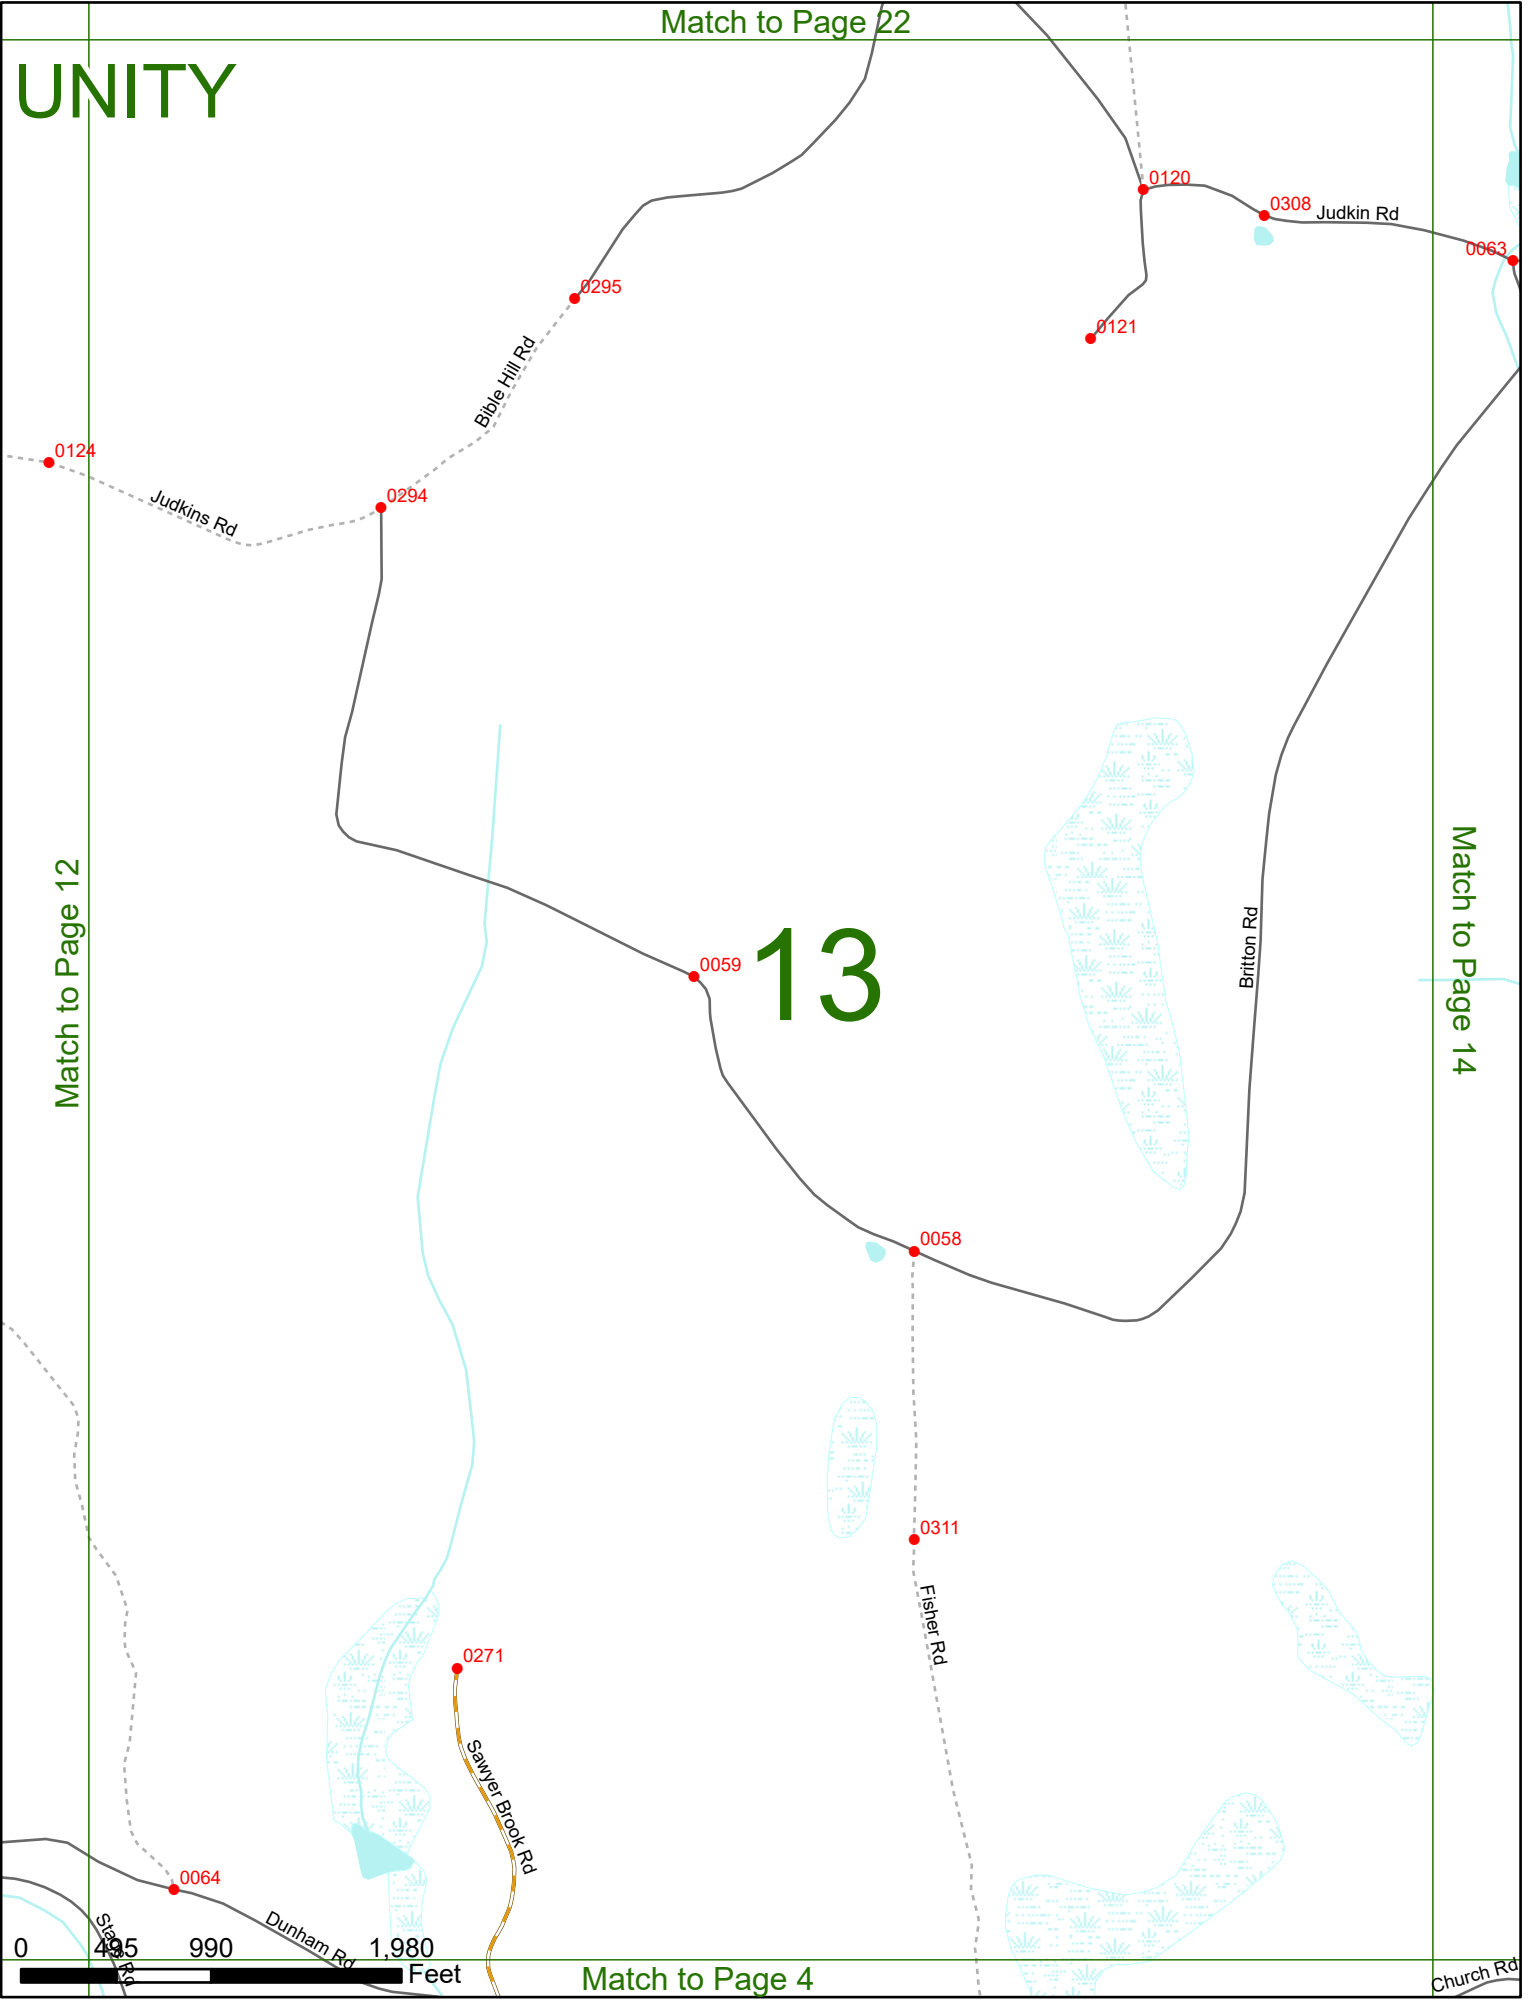 Match to Page 22
UNITY
0120
0308
Judkin Rd
0063
0295
0121
Bible Hill Rd
0124
0294
Judkins Rd
Match to Page 12
Match to Page 14
Britton Rd
0059
13
0058
0311
Fisher Rd
0271
Sawyer Brook Rd
0064
Dunham Rd
0 495 990 1,980
Feet
Match to Page 4
Church Rd